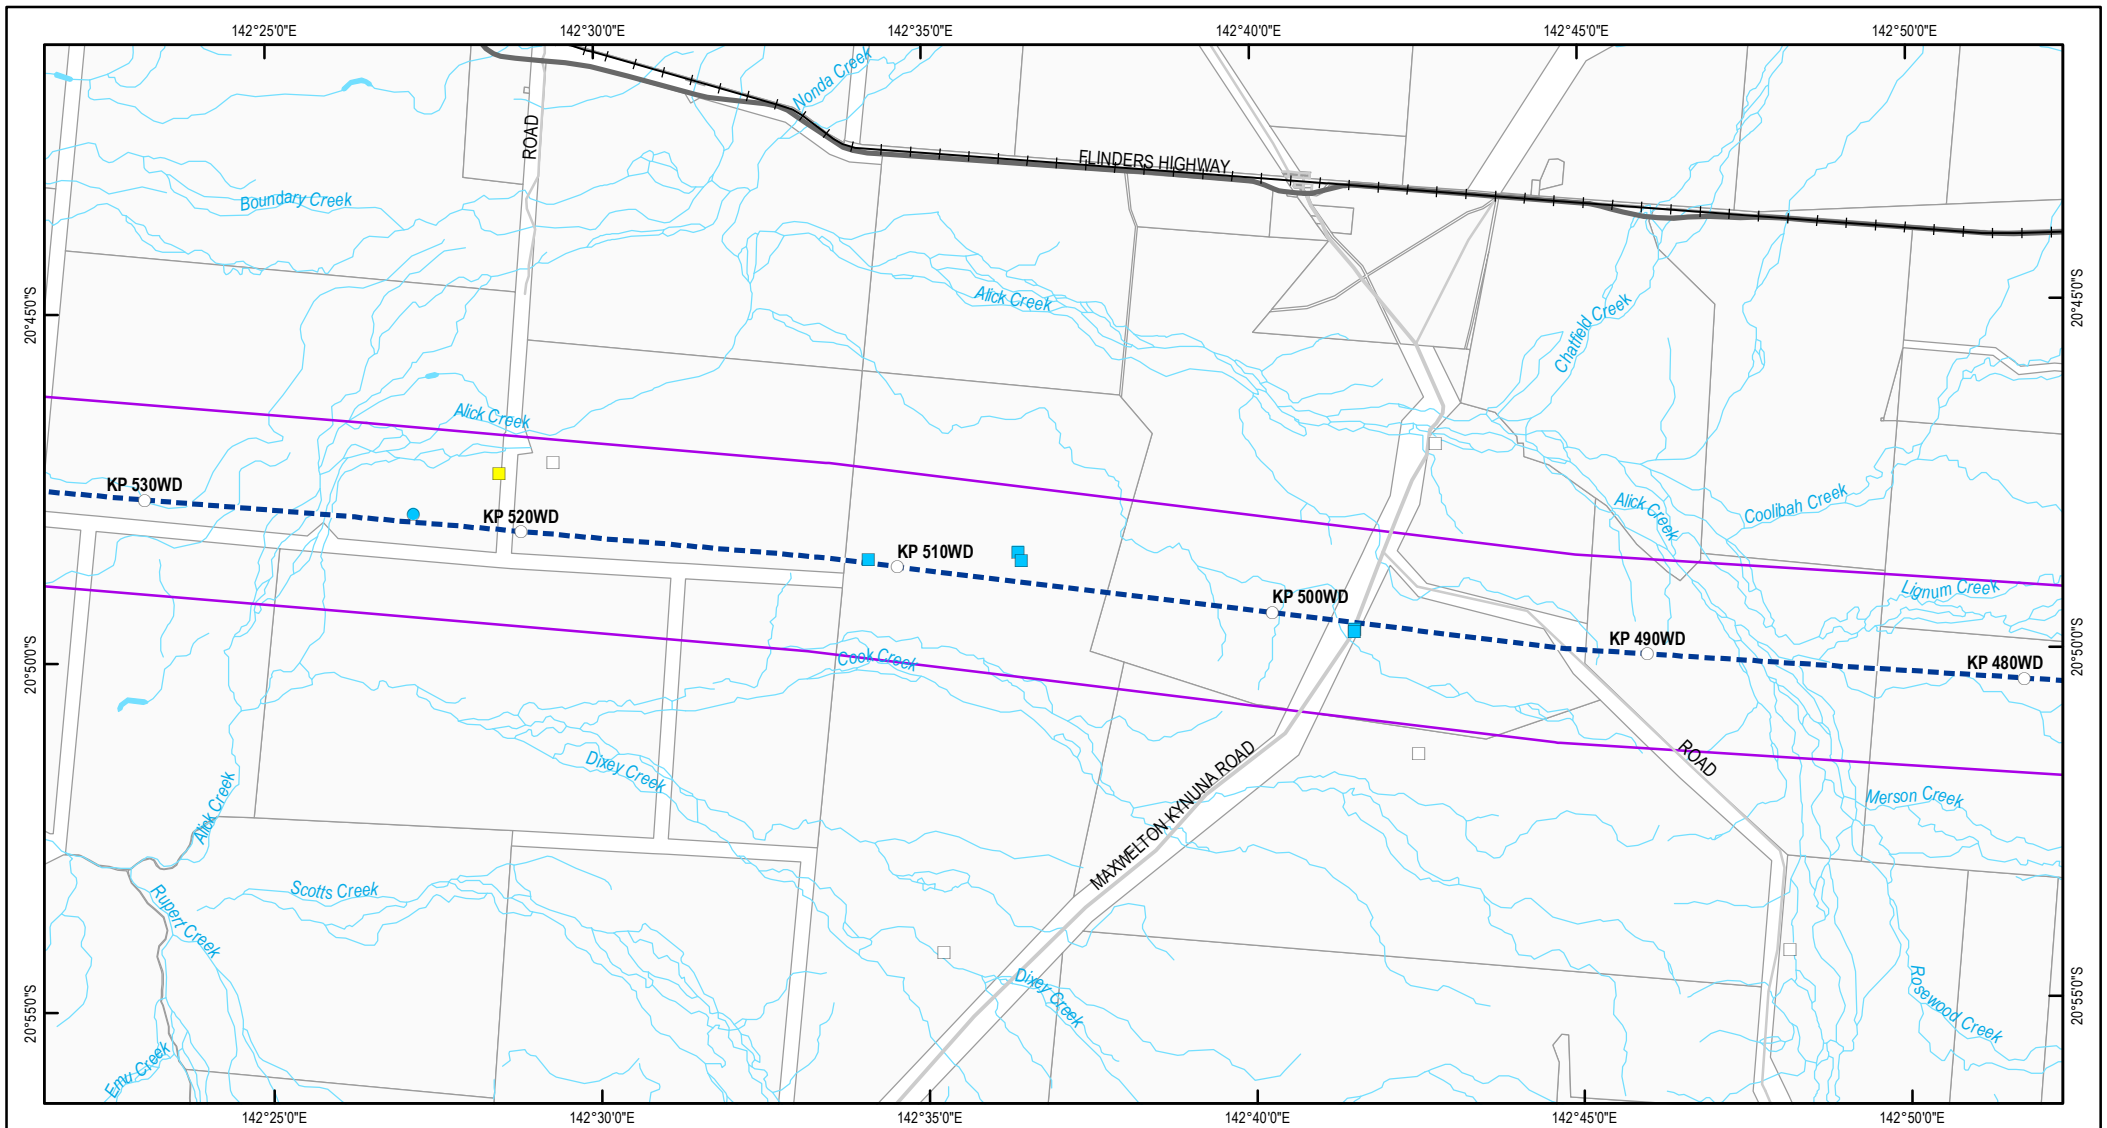 142°25'0"E
142°30'0"E
142°35'0"E
142°40'0"E
142°45'0"E
142°50'0"E
Nonda Creek
ROAD
FLINDERS HIGHWAY
Boundary Creek
Alick Creek
20°45'0"S
20°45'0"S
Chatfield Creek
Alick Creek
KP 530WD
KP 520WD
Alick Creek
Coolibah Creek
KP 510WD
KP 500WD
Lignum Creek
KP 490WD
20°50'0"S
Cook Creek
KP 480WD
20°50'0"S
Dixey Creek
ROAD
Alick Creek
MAXWELTON KYNUNA ROAD
Merson Creek
Scotts Creek
Rupert Creek
Dixey Creek
Rosewood Creek
20°55'0"S
20°55'0"S
Emu Creek
142°25'0"E
142°30'0"E
142°35'0"E
142°40'0"E
142°45'0"E
142°50'0"E